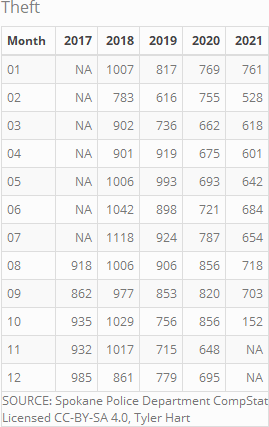 Theft
Month 2017 2018 2019 2020 2021
01 NA 1007 817 769 761
02 NA 783 616 755 528
03 NA 902 736 662 618
04 NA 901 919 675 601
05 NA 1006 993 693 642
06 NA 1042 898 721 684
07 NA 1118 924 787 654
08 918 1006 906 856 718
09 862 977 853 820 703
10 935 1029 756 856 152
11 932 1017 715 648 NA
12 985 861 779 695 NA
SOURCE: Spokane Police Department CompStat
Licensed CC-BY-SA 4.0, Tyler Hart